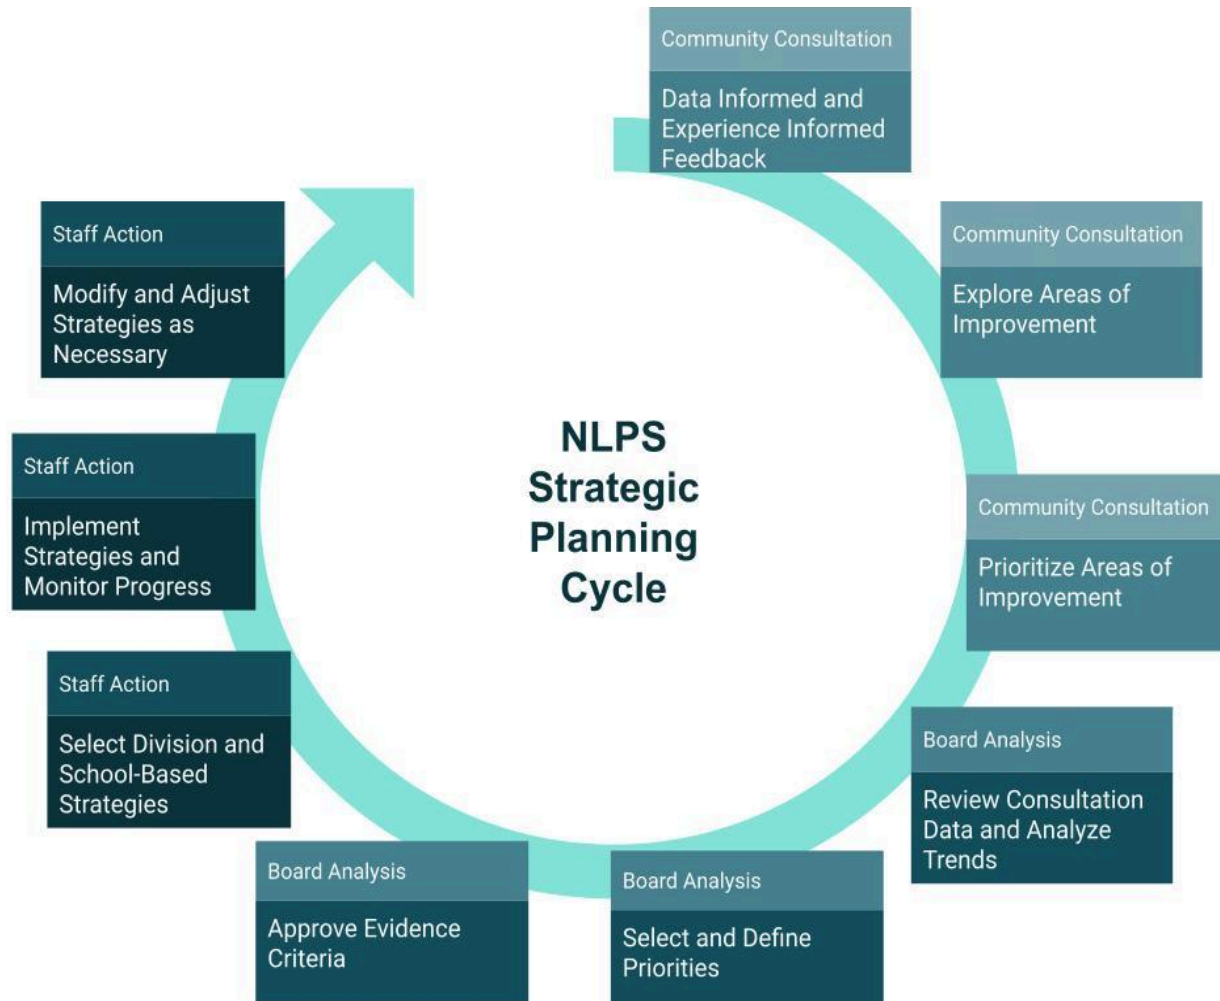 Community Consultation
Data Informed and
Experience Informed
Feedback
Community Consultation
Explore Areas of
Improvement
Community Consultation
Prioritize Areas of
Improvement
Board Analysis
Review Consultation
Data and Analyze
Trends
Board Analysis
Select and Define
Priorities
Board Analysis
Approve Evidence
Criteria
Staff Action
Select Division and
School-Based
Strategies
Staff Action
Implement
Strategies and
Monitor Progress
Staff Action
Modify and Adjust
Strategies as
Necessary
NLPS
Strategic
Planning
Cycle